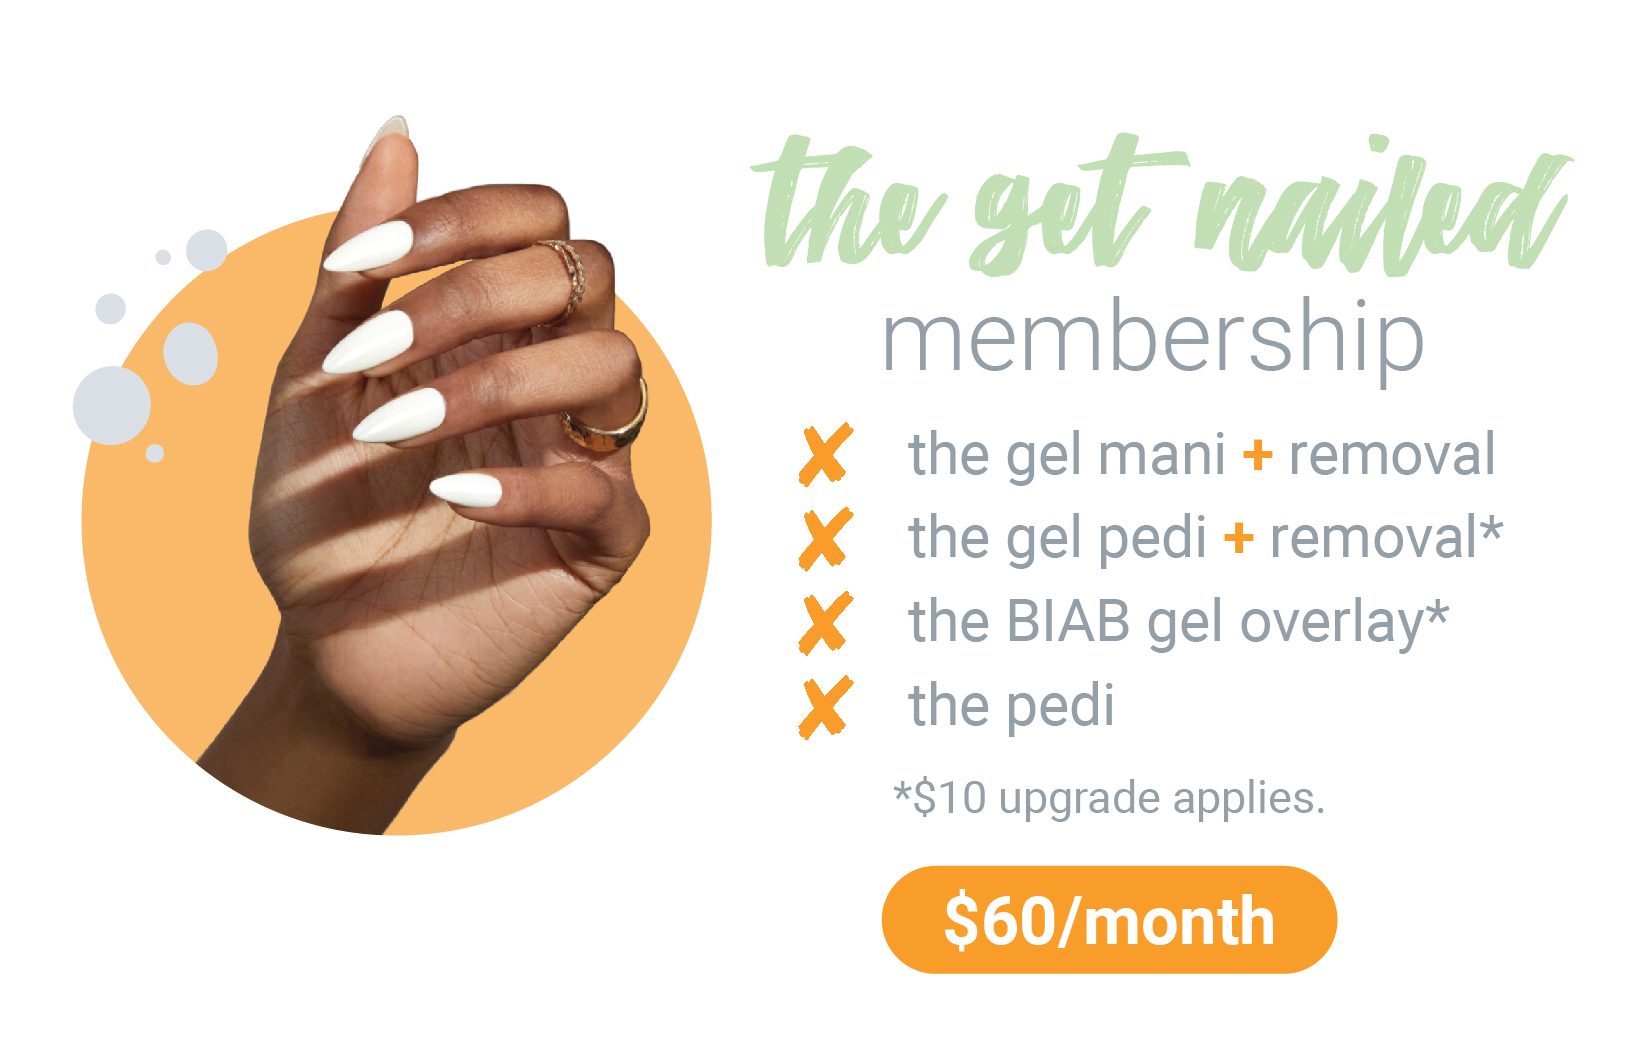 the get nailed
membership
✘ the gel mani + removal
✘ the gel pedi + removal*
✘ the BIAB gel overlay*
✘ the pedi
*$10 upgrade applies.
$60/month